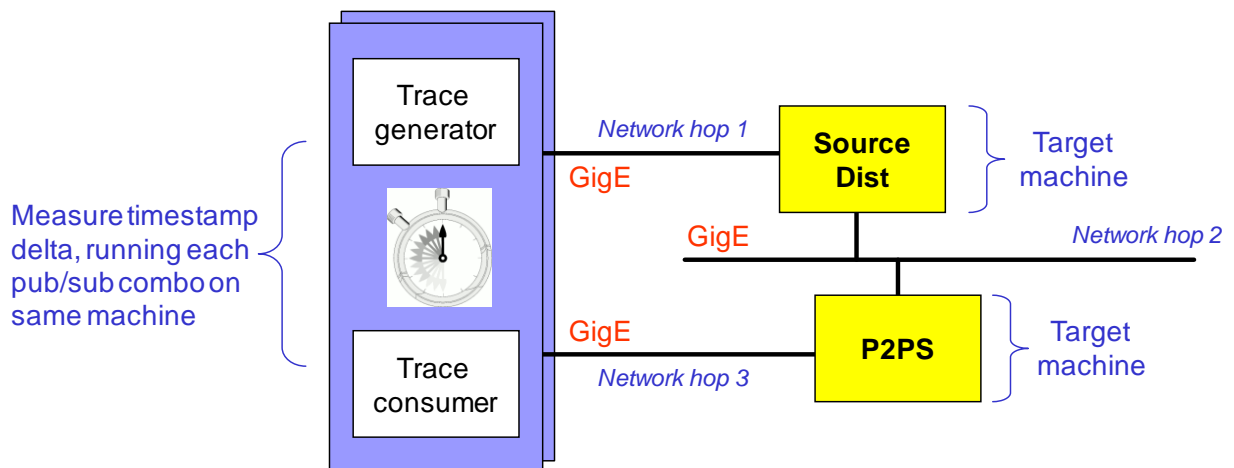 Trace
generator
Network hop 1
GigE
Source
Dist
Target
machine
Measure timestamp
delta, running each
pub/sub combo on
same machine
GigE
Network hop 2
GigE
Network hop 3
P2PS
Target
machine
Trace
consumer